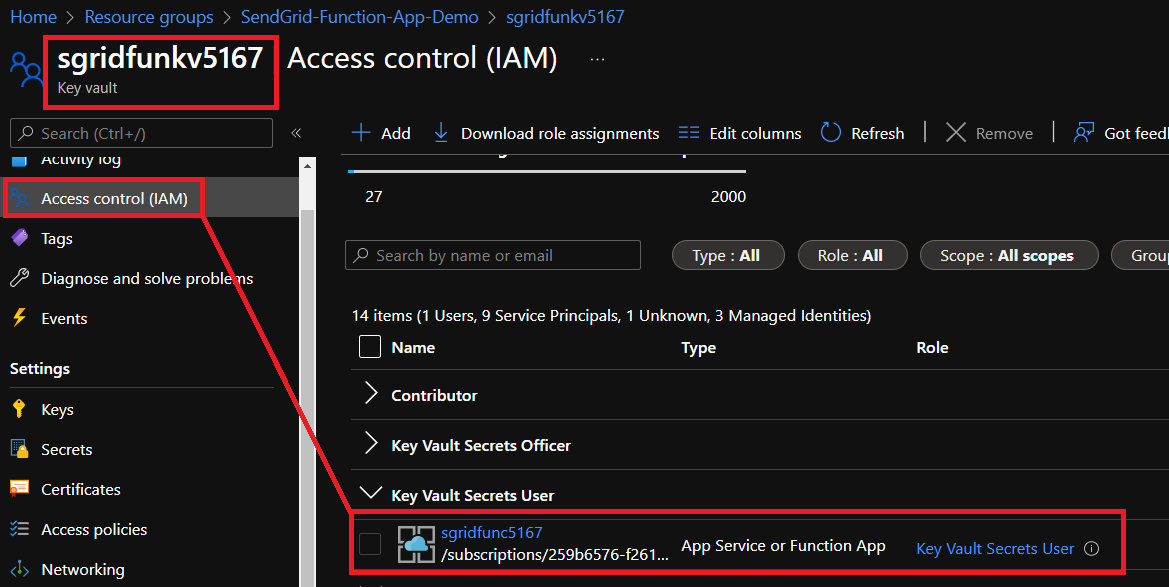 Home > Resource groups > SendGrid-Function-App-Demo > sgridfunkv5167
sgridfunkv5167 Access control (IAM) ...
Key vault
Search (Ctrl+/) «
Add Download role assignments Edit columns Refresh Remove Got feedl
Activity log
27 2000
Access control (IAM)
Tags
Search by name or email Type : All Role : All Scope : All scopes Group
Diagnose and solve problems
Events
14 items (1 Users, 9 Service Principals, 1 Unknown, 3 Managed Identities)
Name Type Role
Settings
Contributor
Keys
Key Vault Secrets Officer
Secrets
Certificates
Key Vault Secrets User
Access policies
sgridfunc5167
/subscriptions/259b6576-f261... App Service or Function App Key Vault Secrets User
Networking